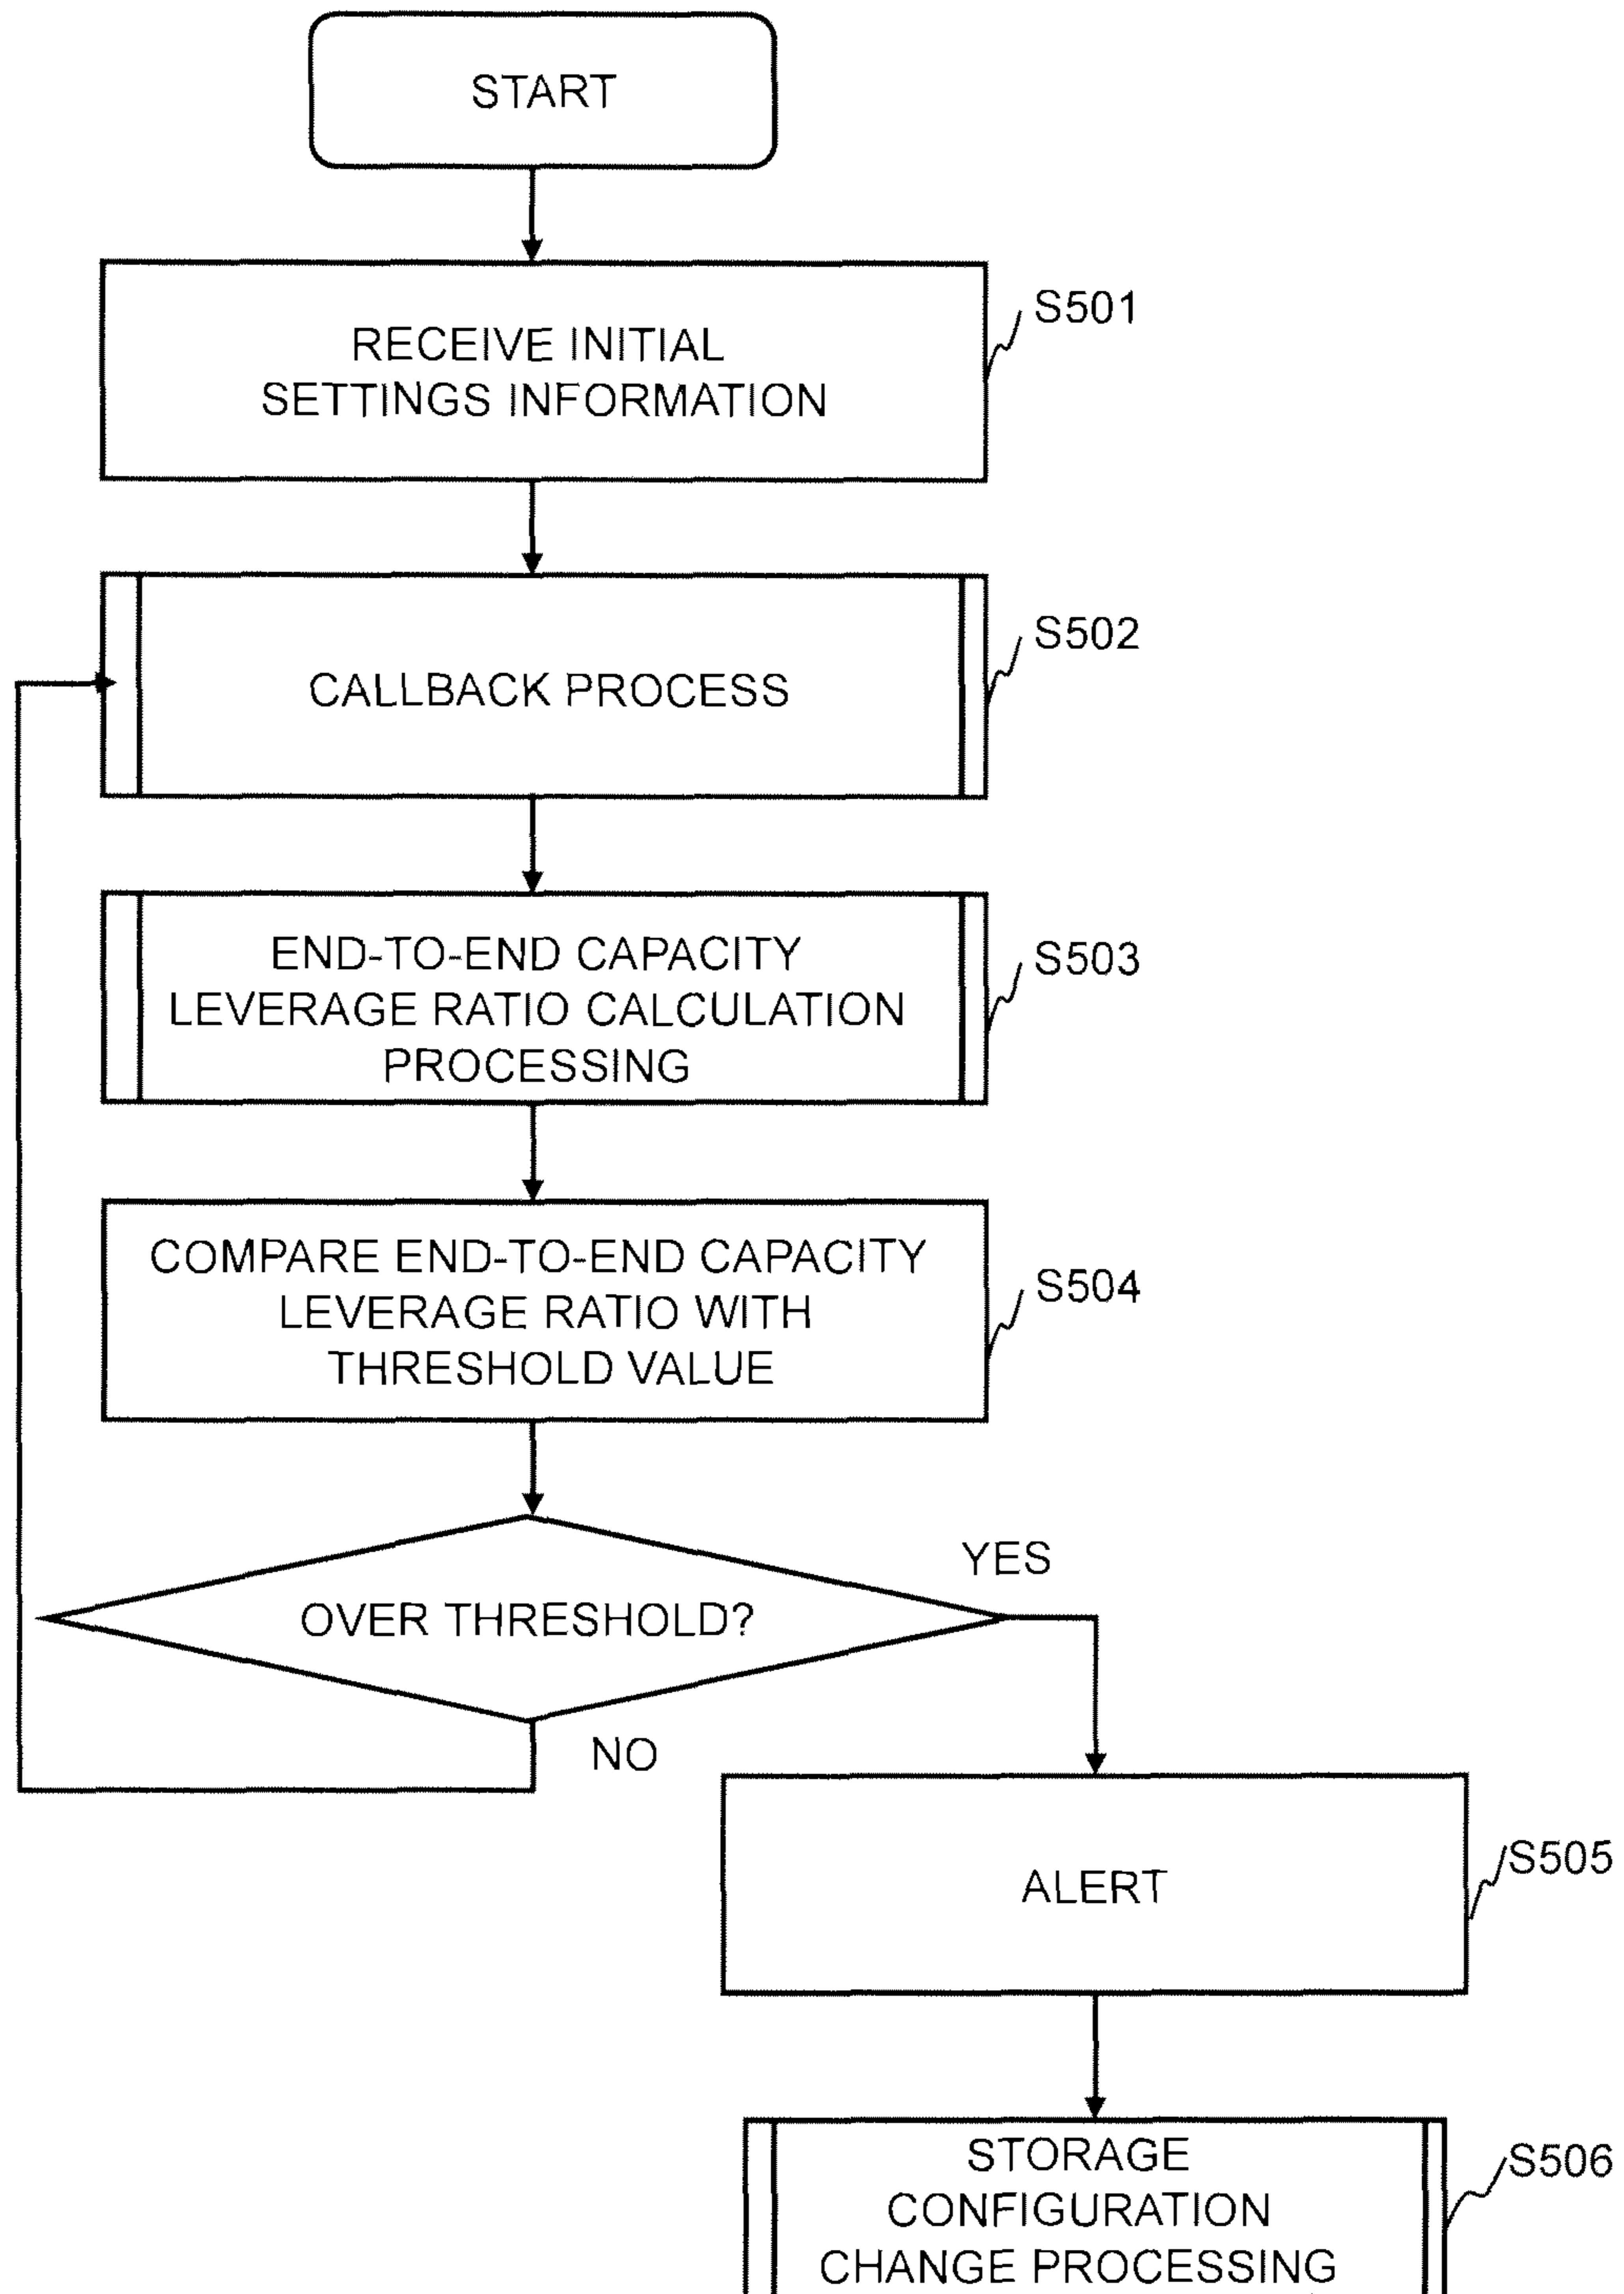 START
RECEIVE INITIAL
SETTINGS INFORMATION
S501
CALLBACK PROCESS
S502
END-TO-END CAPACITY
LEVERAGE RATIO CALCULATION
PROCESSING
S503
COMPARE END-TO-END CAPACITY
LEVERAGE RATIO WITH
THRESHOLD VALUE
S504
OVER THRESHOLD?
YES
NO
ALERT
S505
STORAGE
CONFIGURATION
CHANGE PROCESSING
S506